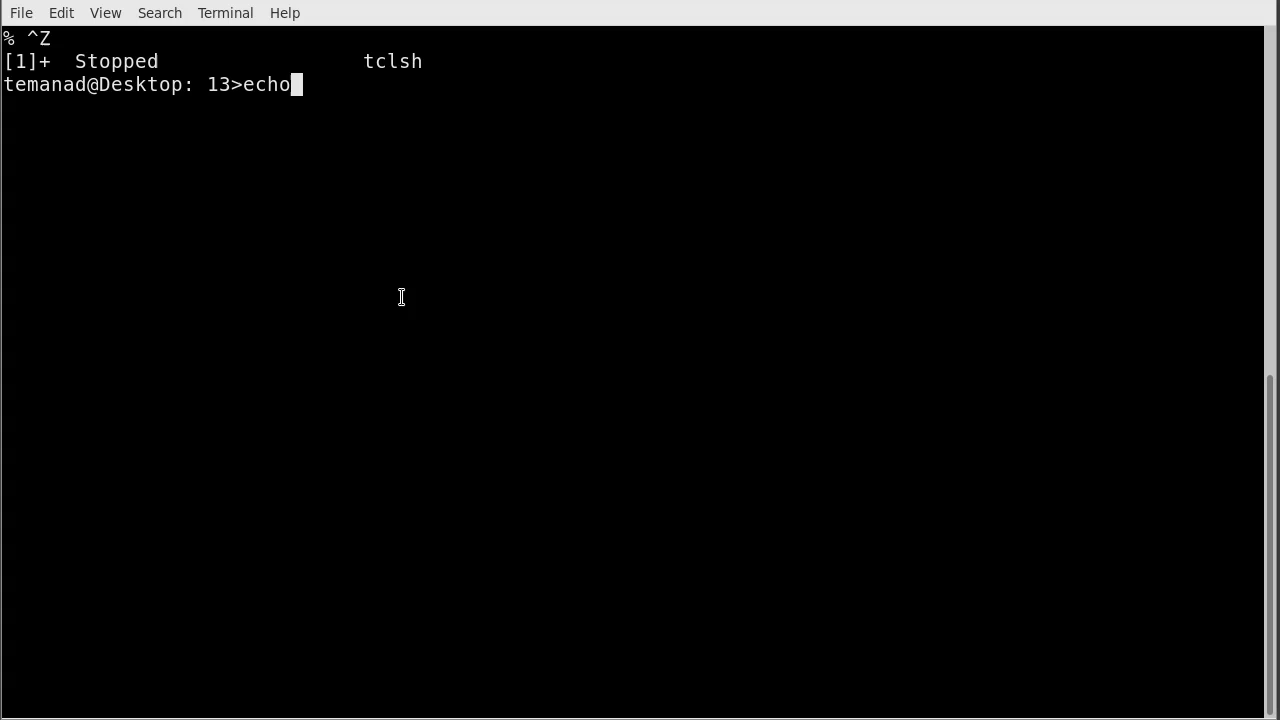 File Edit View Search Terminal Help
% ^Z
[1]+  Stopped                 tclsh
temanad@Desktop: 13>echo